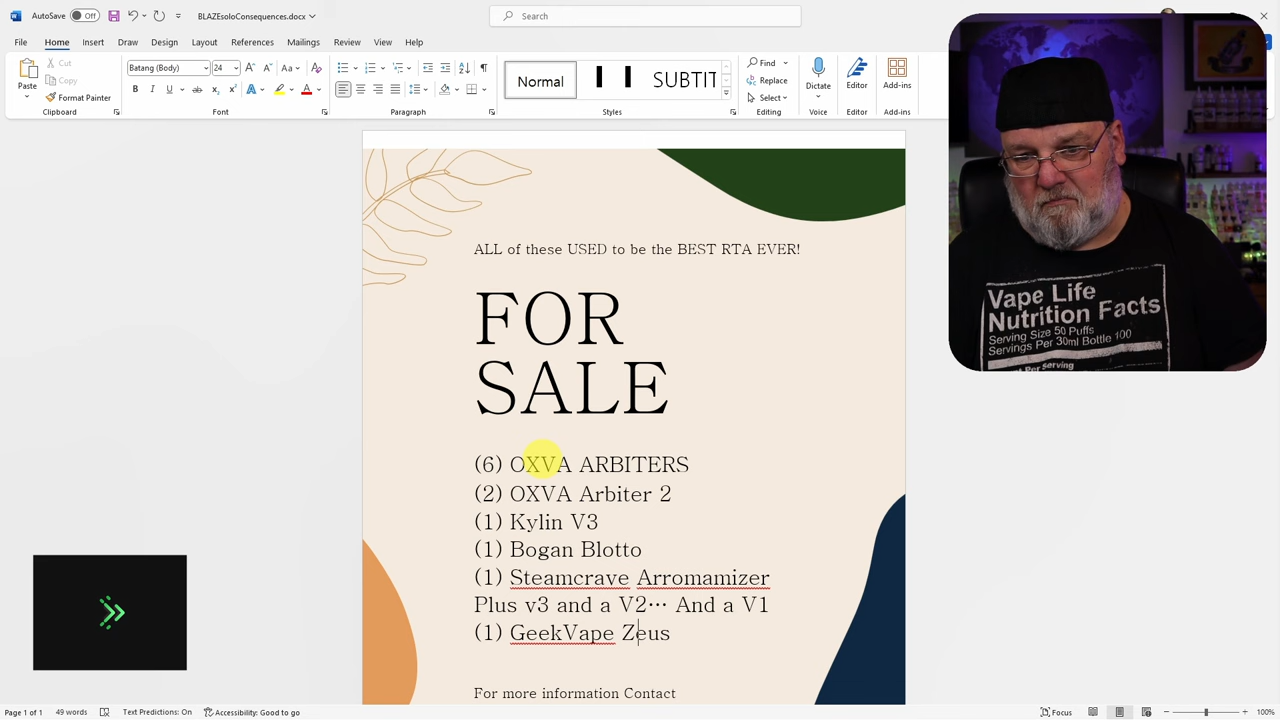 AutoSave Off BLAZEsoloConsequences.docx Search
File Home Insert Draw Design Layout References Mailings Review View Help
Paste
Cut
Copy
Format Painter
Clipboard
Batang (Body) 24
Font
Paragraph
Normal SUBTIT
Styles
Find
Replace
Select
Editing
Dictate
Voice
Editor
Editor
Add-ins
Add-ins
ALL of these USED to be the BEST RTA EVER!
FOR
SALE
(6) OXVA ARBITERS
(2) OXVA Arbiter 2
(1) Kylin V3
(1) Bogan Blotto
(1) Steamcrave Arromamizer
Plus v3 and a V2… And a V1
(1) GeekVape Zeus
For more information Contact
Vape Life
Nutrition Facts
Serving Size 50 Puffs
Servings Per 30ml Bottle 100
Per Serving
Page 1 of 1 49 words Text Predictions: On Accessibility: Good to go Focus 100%